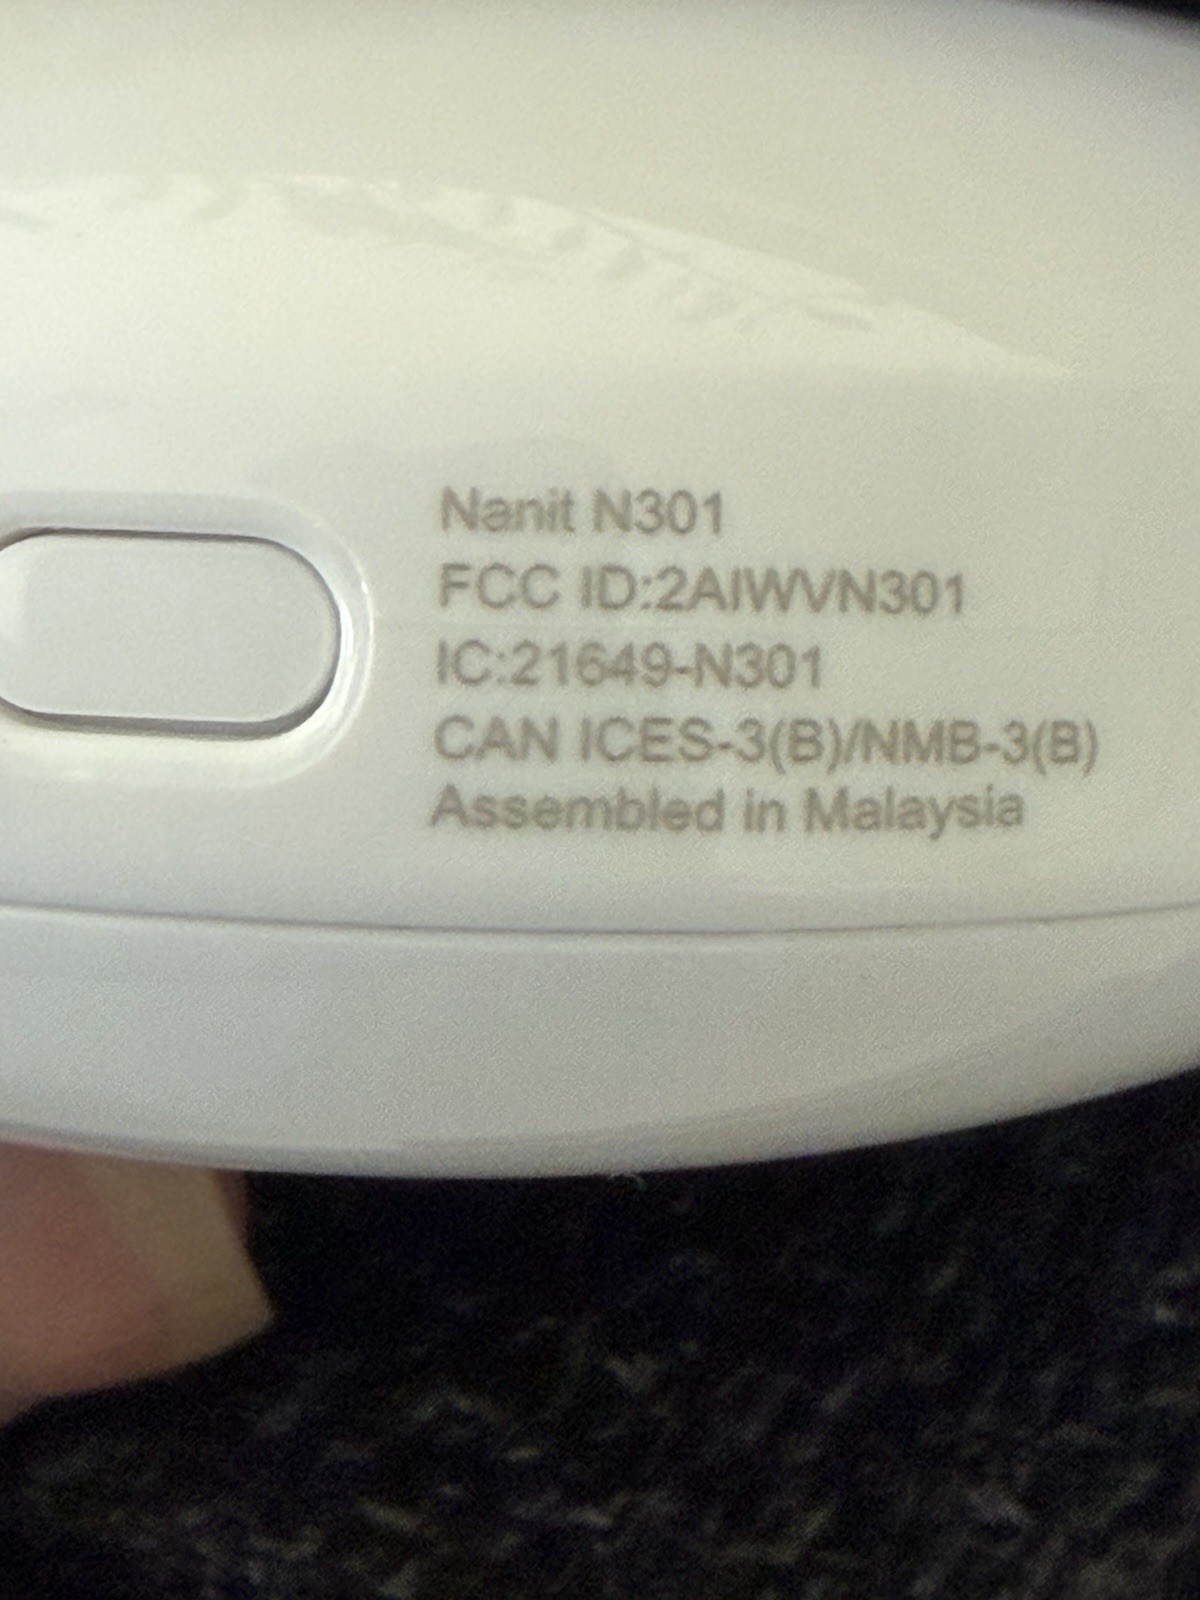 Nanit N301
FCC ID:2AIWVN301
IC:21649-N301
CAN ICES-3(B)/NMB-3(B)
Assembled in Malaysia